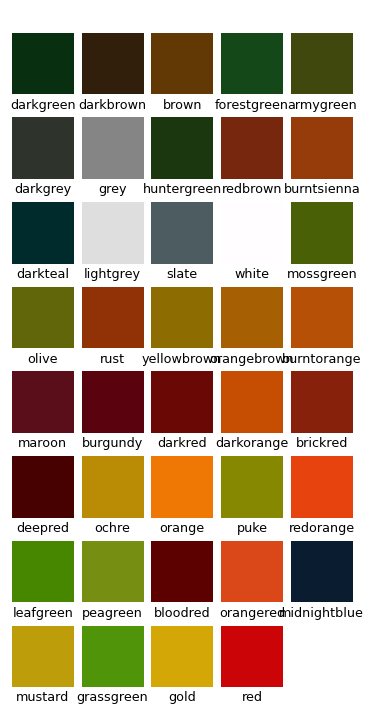 darkgreen darkbrown brown forestgreen armygreen
darkgrey grey huntergreen redbrown burntsienna
darkteal lightgrey slate white mossgreen
olive rust yellowbrown orangebrown burntorange
maroon burgundy darkred darkorange brickred
deepred ochre orange puke redorange
leafgreen peagreen bloodred orangered midnightblue
mustard grassgreen gold red